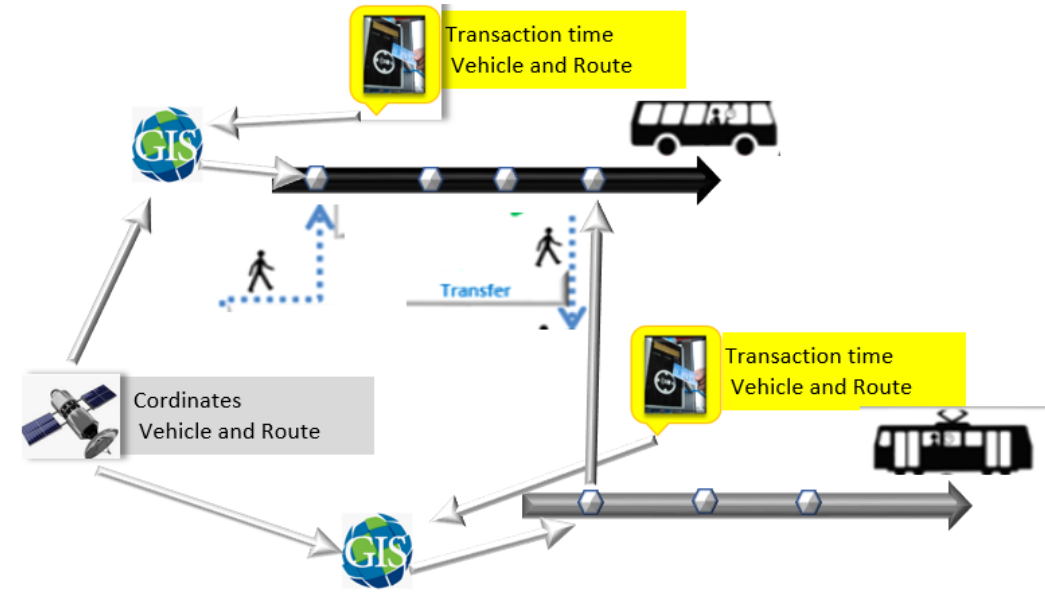 Transaction time
Vehicle and Route
GIS
Transfer
Transaction time
Vehicle and Route
Cordinates
Vehicle and Route
GIS